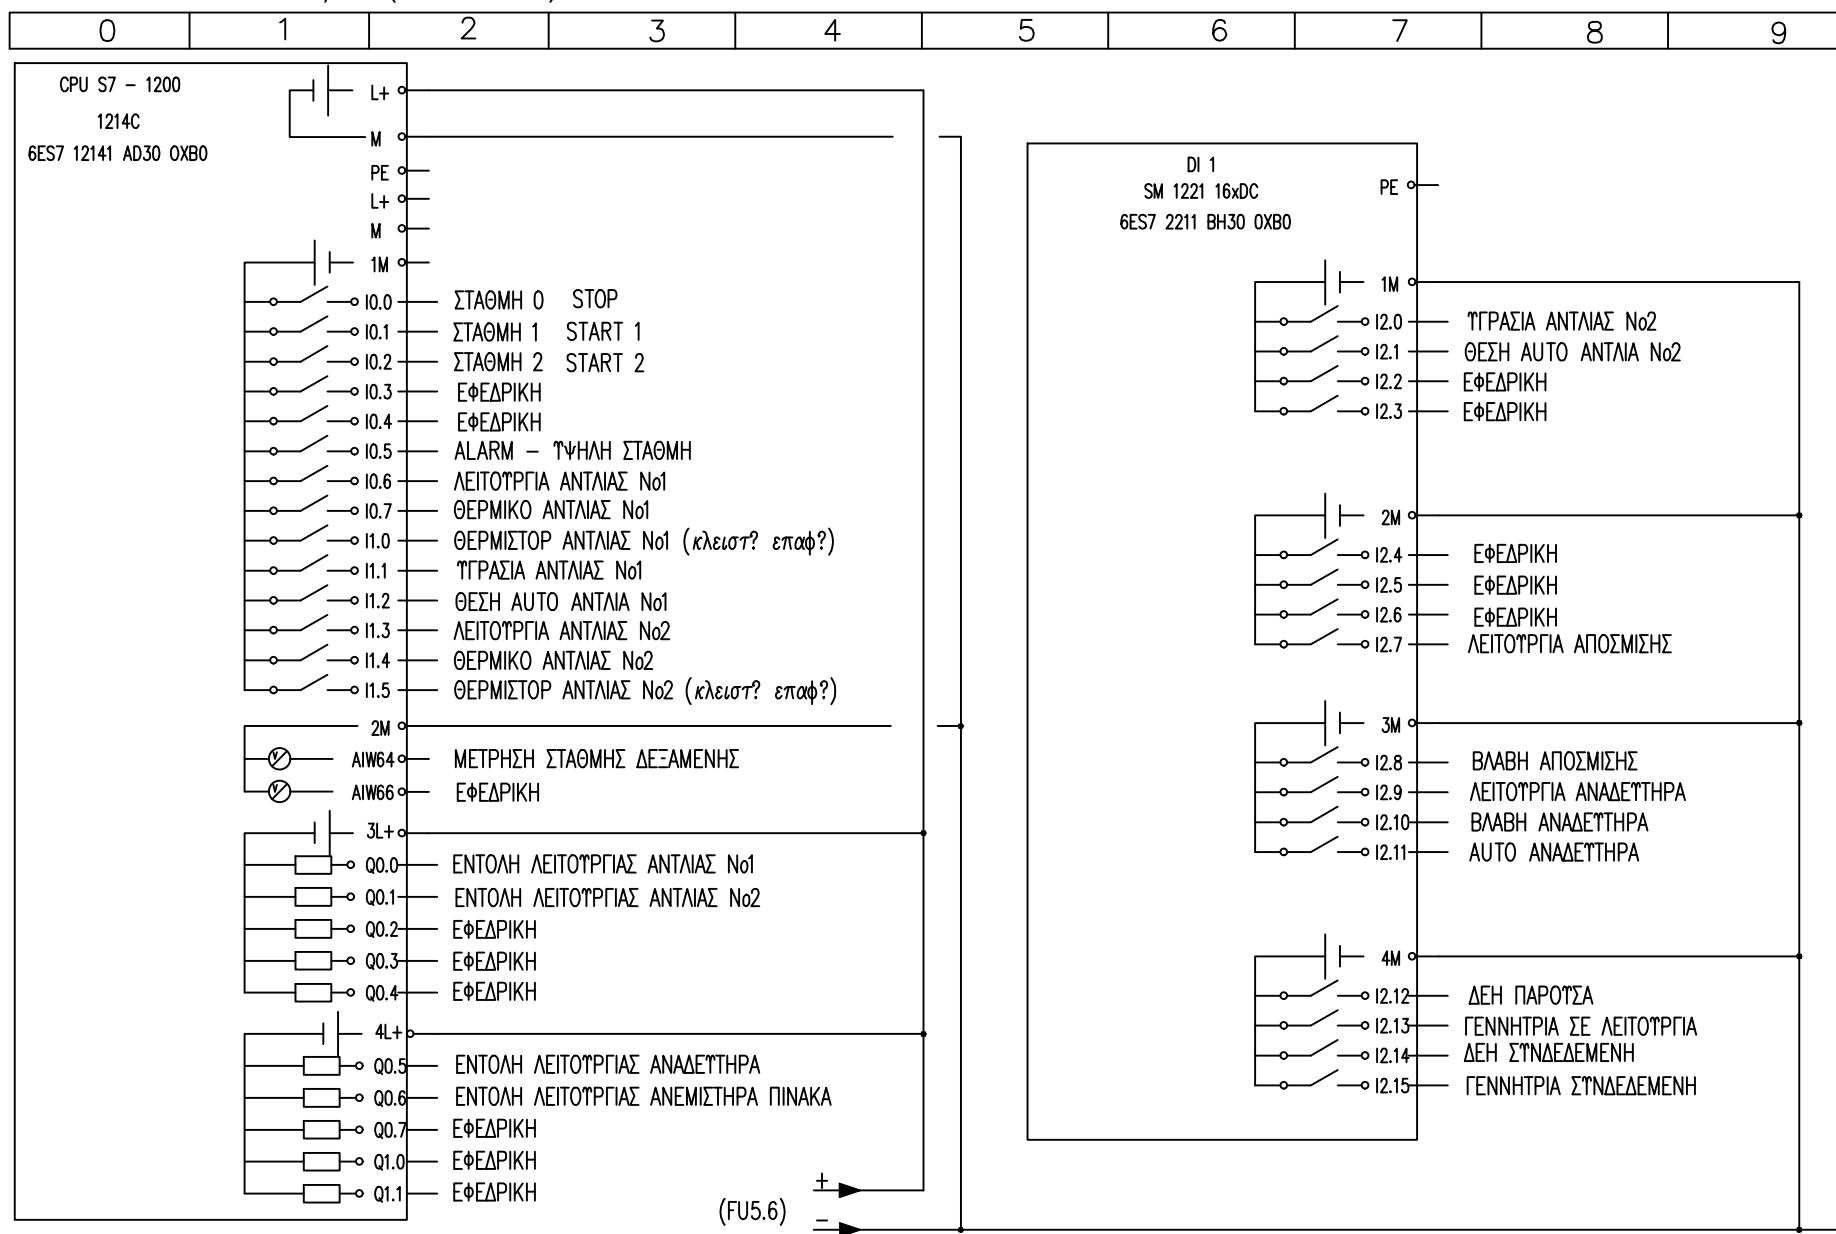 0 1 2 3 4 5 6 7 8 9
CPU S7 – 1200
1214C
6ES7 12141 AD30 0XB0
L+
M
PE
L+
M
1M
I0.0 ΣΤΑΘΜΗ 0 STOP
I0.1 ΣΤΑΘΜΗ 1 START 1
I0.2 ΣΤΑΘΜΗ 2 START 2
I0.3 ΕΦΕΔΡΙΚΗ
I0.4 ΕΦΕΔΡΙΚΗ
I0.5 ALARM – ΥΨΗΛΗ ΣΤΑΘΜΗ
I0.6 ΛΕΙΤΟΥΡΓΙΑ ΑΝΤΛΙΑΣ No1
I0.7 ΘΕΡΜΙΚΟ ΑΝΤΛΙΑΣ No1
I1.0 ΘΕΡΜΙΣΤΟΡ ΑΝΤΛΙΑΣ No1 (κλειστ? επαφ?)
I1.1 ΥΓΡΑΣΙΑ ΑΝΤΛΙΑΣ No1
I1.2 ΘΕΣΗ AUTO ΑΝΤΛΙΑ No1
I1.3 ΛΕΙΤΟΥΡΓΙΑ ΑΝΤΛΙΑΣ No2
I1.4 ΘΕΡΜΙΚΟ ΑΝΤΛΙΑΣ No2
I1.5 ΘΕΡΜΙΣΤΟΡ ΑΝΤΛΙΑΣ No2 (κλειστ? επαφ?)
2M
AIW64 ΜΕΤΡΗΣΗ ΣΤΑΘΜΗΣ ΔΕΞΑΜΕΝΗΣ
AIW66 ΕΦΕΔΡΙΚΗ
3L+
Q0.0 ΕΝΤΟΛΗ ΛΕΙΤΟΥΡΓΙΑΣ ΑΝΤΛΙΑΣ No1
Q0.1 ΕΝΤΟΛΗ ΛΕΙΤΟΥΡΓΙΑΣ ΑΝΤΛΙΑΣ No2
Q0.2 ΕΦΕΔΡΙΚΗ
Q0.3 ΕΦΕΔΡΙΚΗ
Q0.4 ΕΦΕΔΡΙΚΗ
4L+
Q0.5 ΕΝΤΟΛΗ ΛΕΙΤΟΥΡΓΙΑΣ ΑΝΑΔΕΥΤΗΡΑ
Q0.6 ΕΝΤΟΛΗ ΛΕΙΤΟΥΡΓΙΑΣ ΑΝΕΜΙΣΤΗΡΑ ΠΙΝΑΚΑ
Q0.7 ΕΦΕΔΡΙΚΗ
Q1.0 ΕΦΕΔΡΙΚΗ
Q1.1 ΕΦΕΔΡΙΚΗ
+
(FU5.6)
–
DI 1
SM 1221 16xDC
6ES7 2211 BH30 0XB0
PE
1M
I2.0 ΥΓΡΑΣΙΑ ΑΝΤΛΙΑΣ No2
I2.1 ΘΕΣΗ AUTO ΑΝΤΛΙΑ No2
I2.2 ΕΦΕΔΡΙΚΗ
I2.3 ΕΦΕΔΡΙΚΗ
2M
I2.4 ΕΦΕΔΡΙΚΗ
I2.5 ΕΦΕΔΡΙΚΗ
I2.6 ΕΦΕΔΡΙΚΗ
I2.7 ΛΕΙΤΟΥΡΓΙΑ ΑΠΟΣΜΙΣΗΣ
3M
I2.8 ΒΛΑΒΗ ΑΠΟΣΜΙΣΗΣ
I2.9 ΛΕΙΤΟΥΡΓΙΑ ΑΝΑΔΕΥΤΗΡΑ
I2.10 ΒΛΑΒΗ ΑΝΑΔΕΥΤΗΡΑ
I2.11 AUTO ΑΝΑΔΕΥΤΗΡΑ
4M
I2.12 ΔΕΗ ΠΑΡΟΥΣΑ
I2.13 ΓΕΝΝΗΤΡΙΑ ΣΕ ΛΕΙΤΟΥΡΓΙΑ
I2.14 ΔΕΗ ΣΥΝΔΕΔΕΜΕΝΗ
I2.15 ΓΕΝΝΗΤΡΙΑ ΣΥΝΔΕΔΕΜΕΝΗ